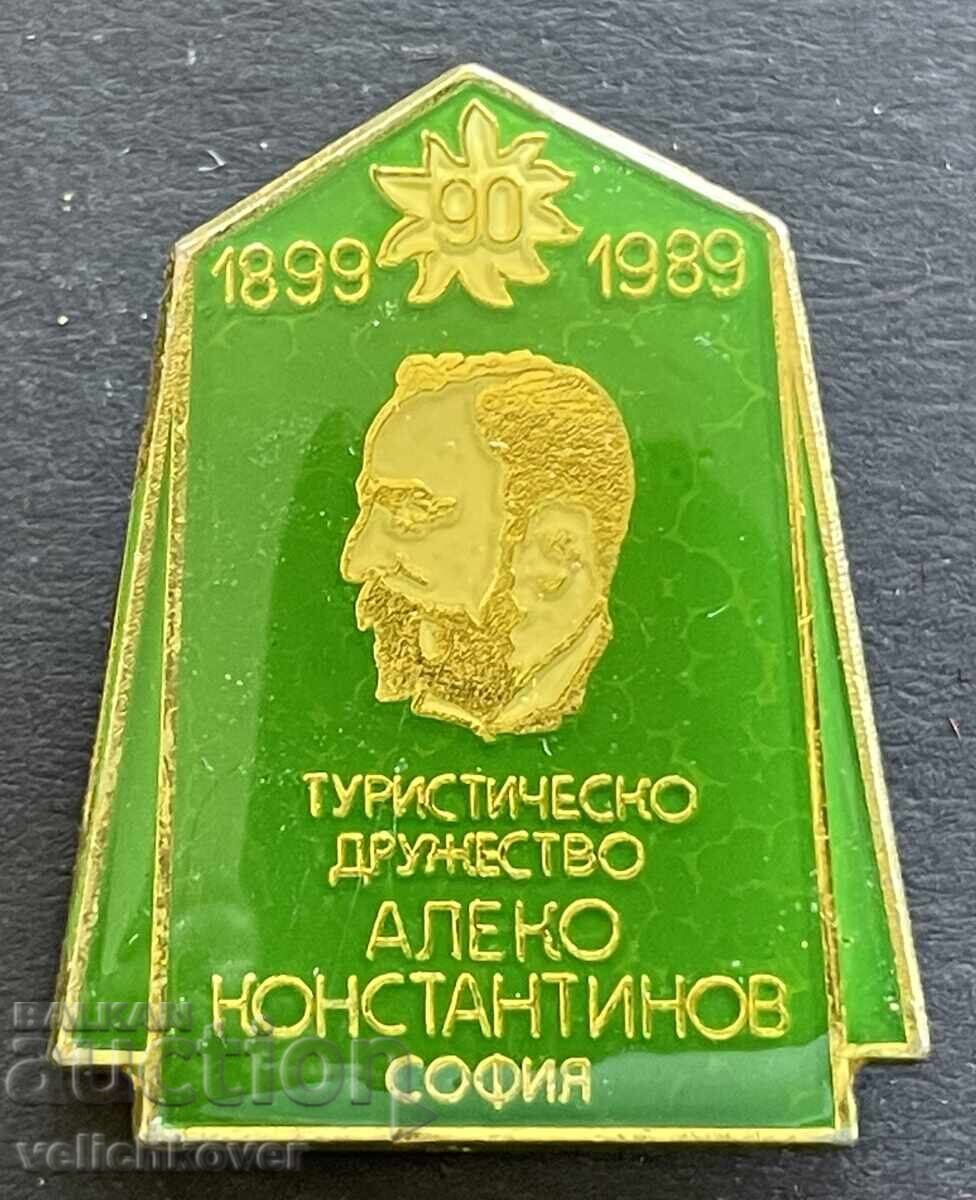 90
1899 1989
ТУРИСТИЧЕСКО
ДРУЖЕСТВО
АЛЕКО
КОНСТАНТИНОВ
СОФИЯ
BALKAN
auction
velichkover